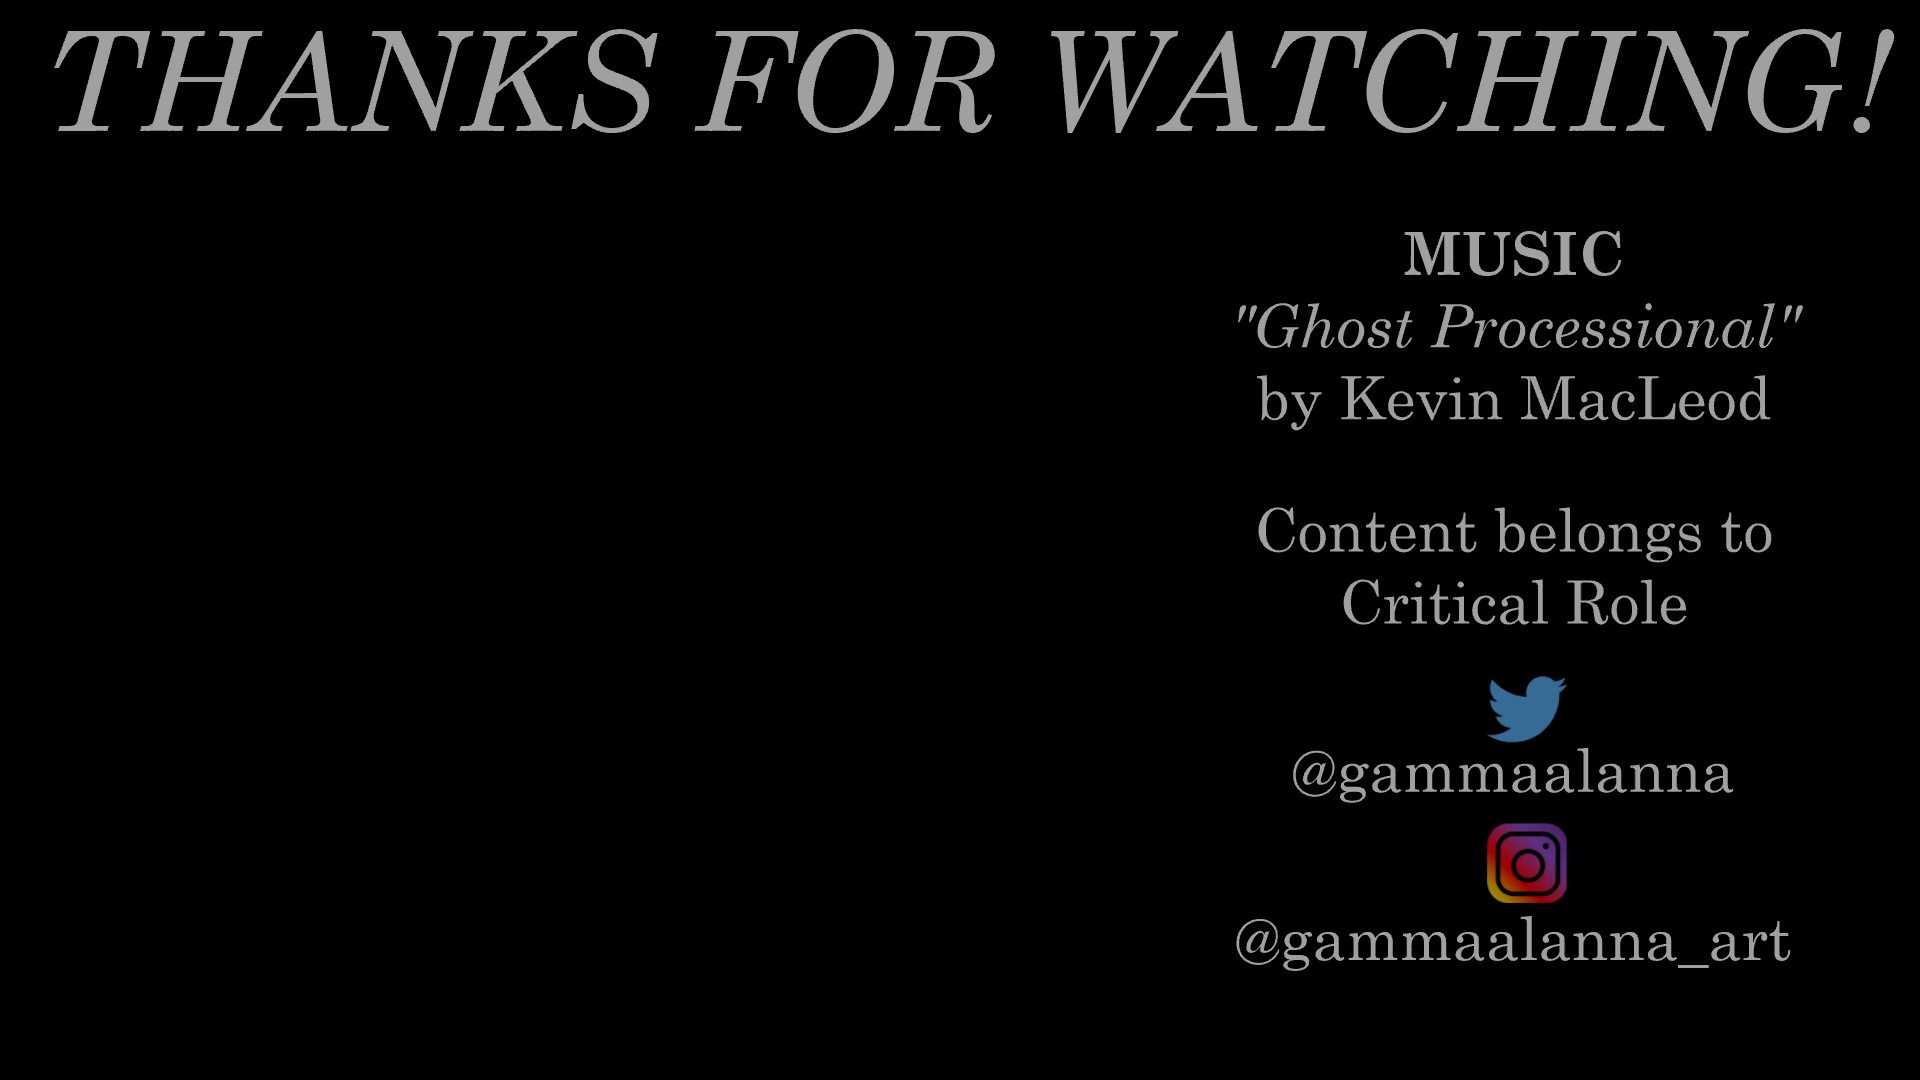 THANKS FOR WATCHING!
MUSIC
"Ghost Processional"
by Kevin MacLeod
Content belongs to
Critical Role
@gammaalanna
@gammaalanna_art